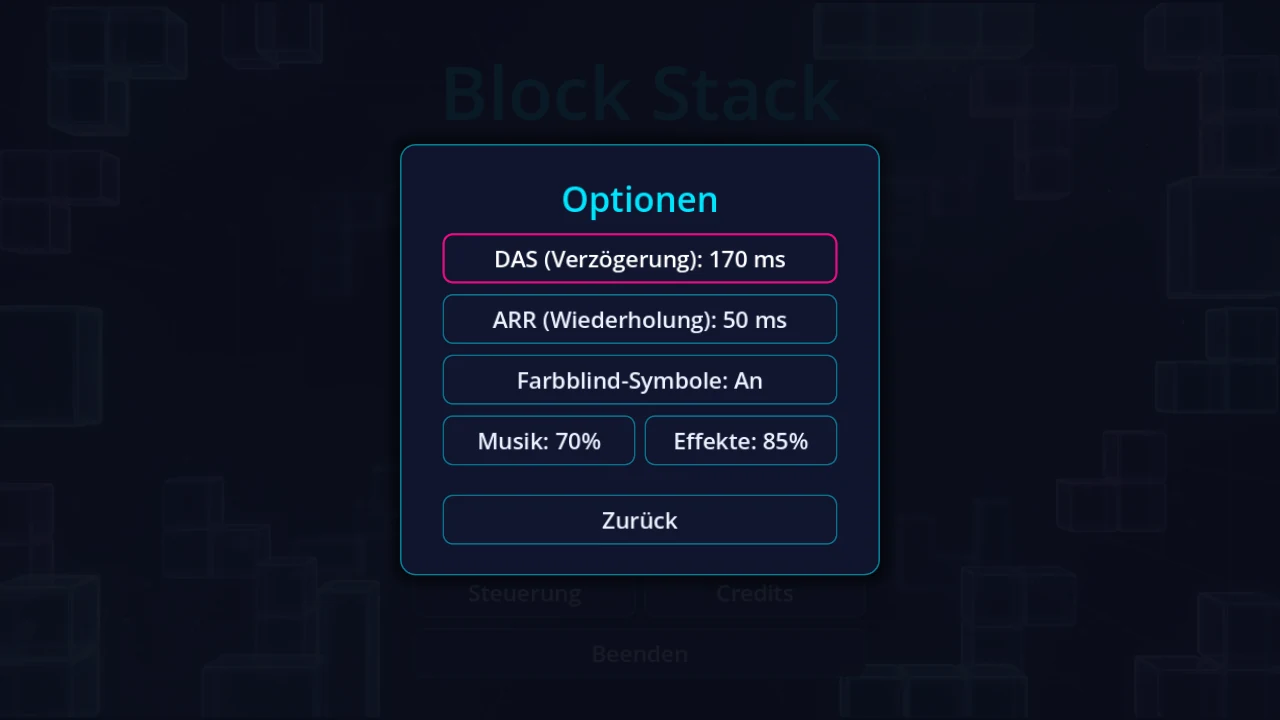 Block Stack
Optionen
DAS (Verzögerung): 170 ms
ARR (Wiederholung): 50 ms
Farbblind-Symbole: An
Musik: 70% Effekte: 85%
Zurück
Steuerung Credits
Beenden